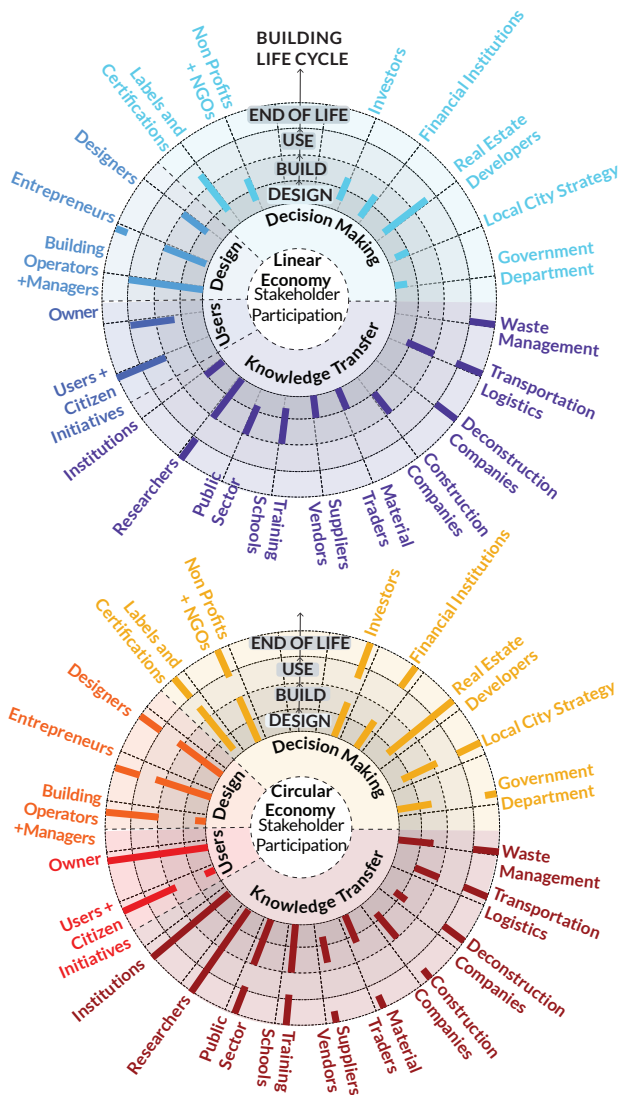 BUILDING
LIFE CYCLE
END OF LIFE
USE
BUILD
DESIGN
Non Profits
+ NGOs
Investors
Financial Institutions
Real Estate
Developers
Local City Strategy
Government
Department
Waste
Management
Transportation
Logistics
Deconstruction
Companies
Construction
Companies
Material
Traders
Suppliers
Vendors
Training
Schools
Public
Sector
Researchers
Institutions
Users +
Citizen
Initiatives
Owner
Building
Operators
+Managers
Entrepreneurs
Designers
Labels and
Certifications
Decision Making
Knowledge Transfer
Users
Design
Linear
Economy
Stakeholder
Participation
END OF LIFE
USE
BUILD
DESIGN
Non Profits
+ NGOs
Investors
Financial Institutions
Real Estate
Developers
Local City Strategy
Government
Department
Waste
Management
Transportation
Logistics
Deconstruction
Companies
Construction
Companies
Material
Traders
Suppliers
Vendors
Training
Schools
Public
Sector
Researchers
Institutions
Users +
Citizen
Initiatives
Owner
Building
Operators
+Managers
Entrepreneurs
Designers
Labels and
Certifications
Decision Making
Knowledge Transfer
Users
Design
Circular
Economy
Stakeholder
Participation